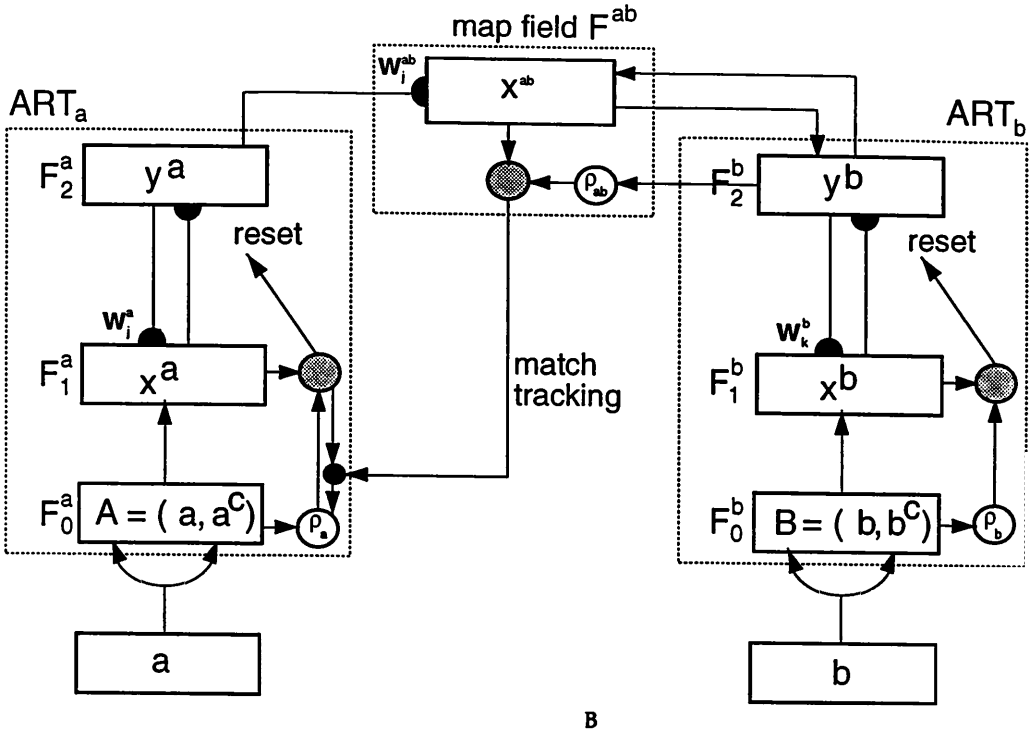 map field F^ab
w_j^ab
x^ab
ART_a
ART_b
F_2^a
y^a
ρ_ab
F_2^b
y^b
reset
reset
w_j^a
w_k^b
F_1^a
x^a
match
tracking
F_1^b
x^b
F_0^a
A = ( a, a^c)
ρ_a
F_0^b
B = ( b, b^c)
ρ_b
a
b
B